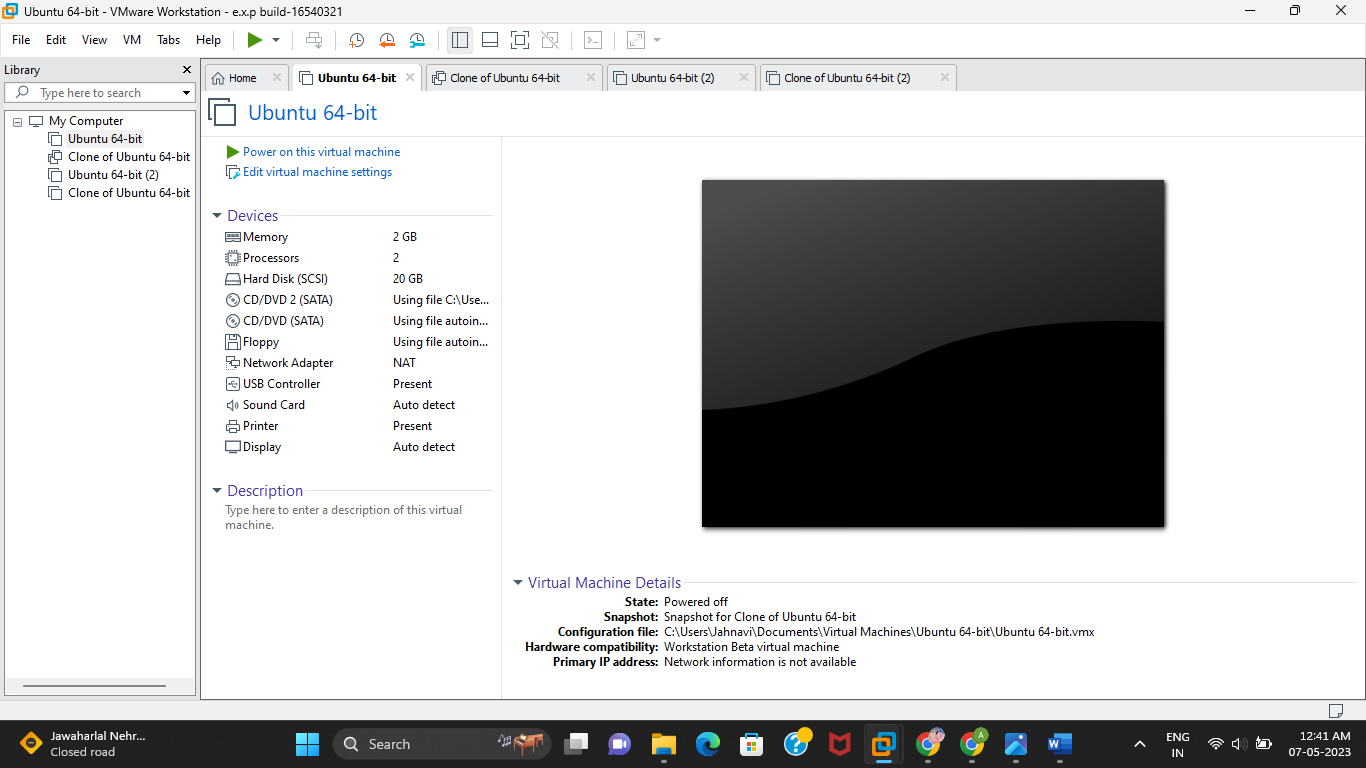 Ubuntu 64-bit - VMware Workstation - e.x.p build-16540321
File Edit View VM Tabs Help
Library
Type here to search
My Computer
Ubuntu 64-bit
Clone of Ubuntu 64-bit
Ubuntu 64-bit (2)
Clone of Ubuntu 64-bit
Home Ubuntu 64-bit Clone of Ubuntu 64-bit Ubuntu 64-bit (2) Clone of Ubuntu 64-bit (2)
Ubuntu 64-bit
Power on this virtual machine
Edit virtual machine settings
Devices
Memory 2 GB
Processors 2
Hard Disk (SCSI) 20 GB
CD/DVD 2 (SATA) Using file C:\Use...
CD/DVD (SATA) Using file autoin...
Floppy Using file autoin...
Network Adapter NAT
USB Controller Present
Sound Card Auto detect
Printer Present
Display Auto detect
Description
Type here to enter a description of this virtual
machine.
Virtual Machine Details
State: Powered off
Snapshot: Snapshot for Clone of Ubuntu 64-bit
Configuration file: C:\Users\Jahnavi\Documents\Virtual Machines\Ubuntu 64-bit\Ubuntu 64-bit.vmx
Hardware compatibility: Workstation Beta virtual machine
Primary IP address: Network information is not available
Jawaharlal Nehr...
Closed road
Search
A
ENG
IN
12:41 AM
07-05-2023